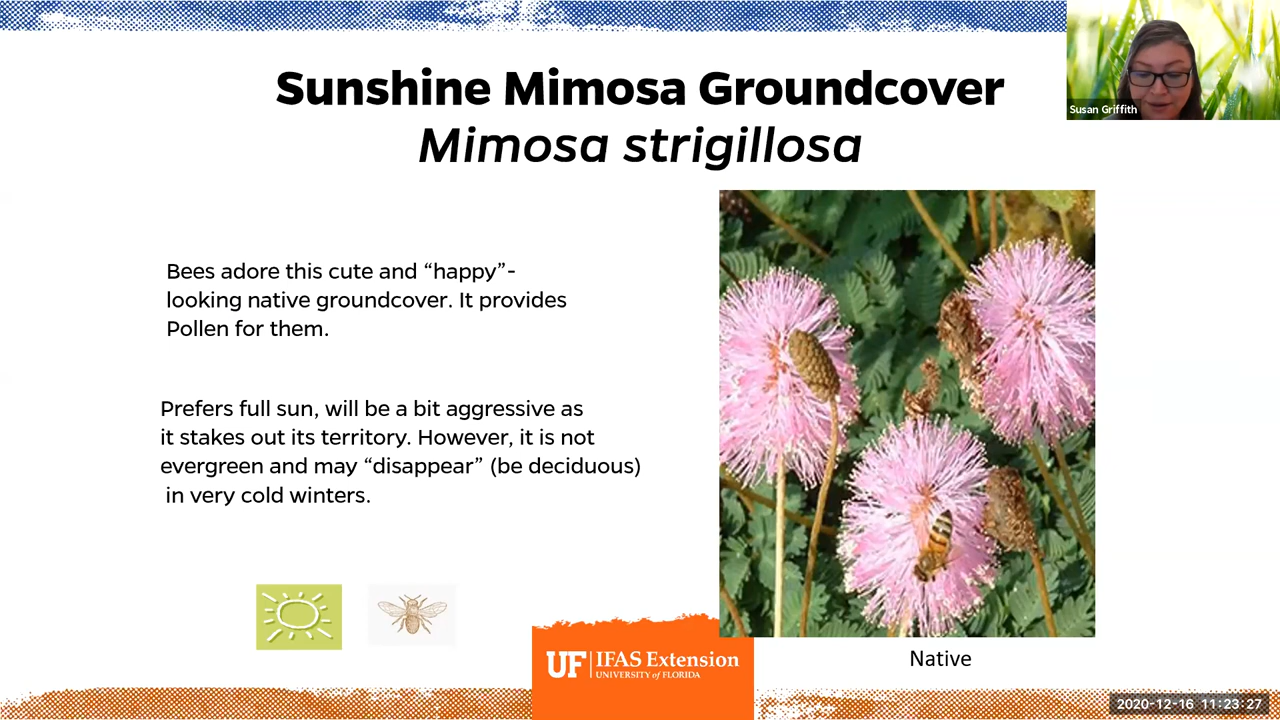 Susan Griffith
Sunshine Mimosa Groundcover
Mimosa strigillosa
Bees adore this cute and “happy”-
looking native groundcover. It provides
Pollen for them.
Prefers full sun, will be a bit aggressive as
it stakes out its territory. However, it is not
evergreen and may “disappear” (be deciduous)
in very cold winters.
Native
UF IFAS Extension
UNIVERSITY of FLORIDA
2020-12-16 11:23:27